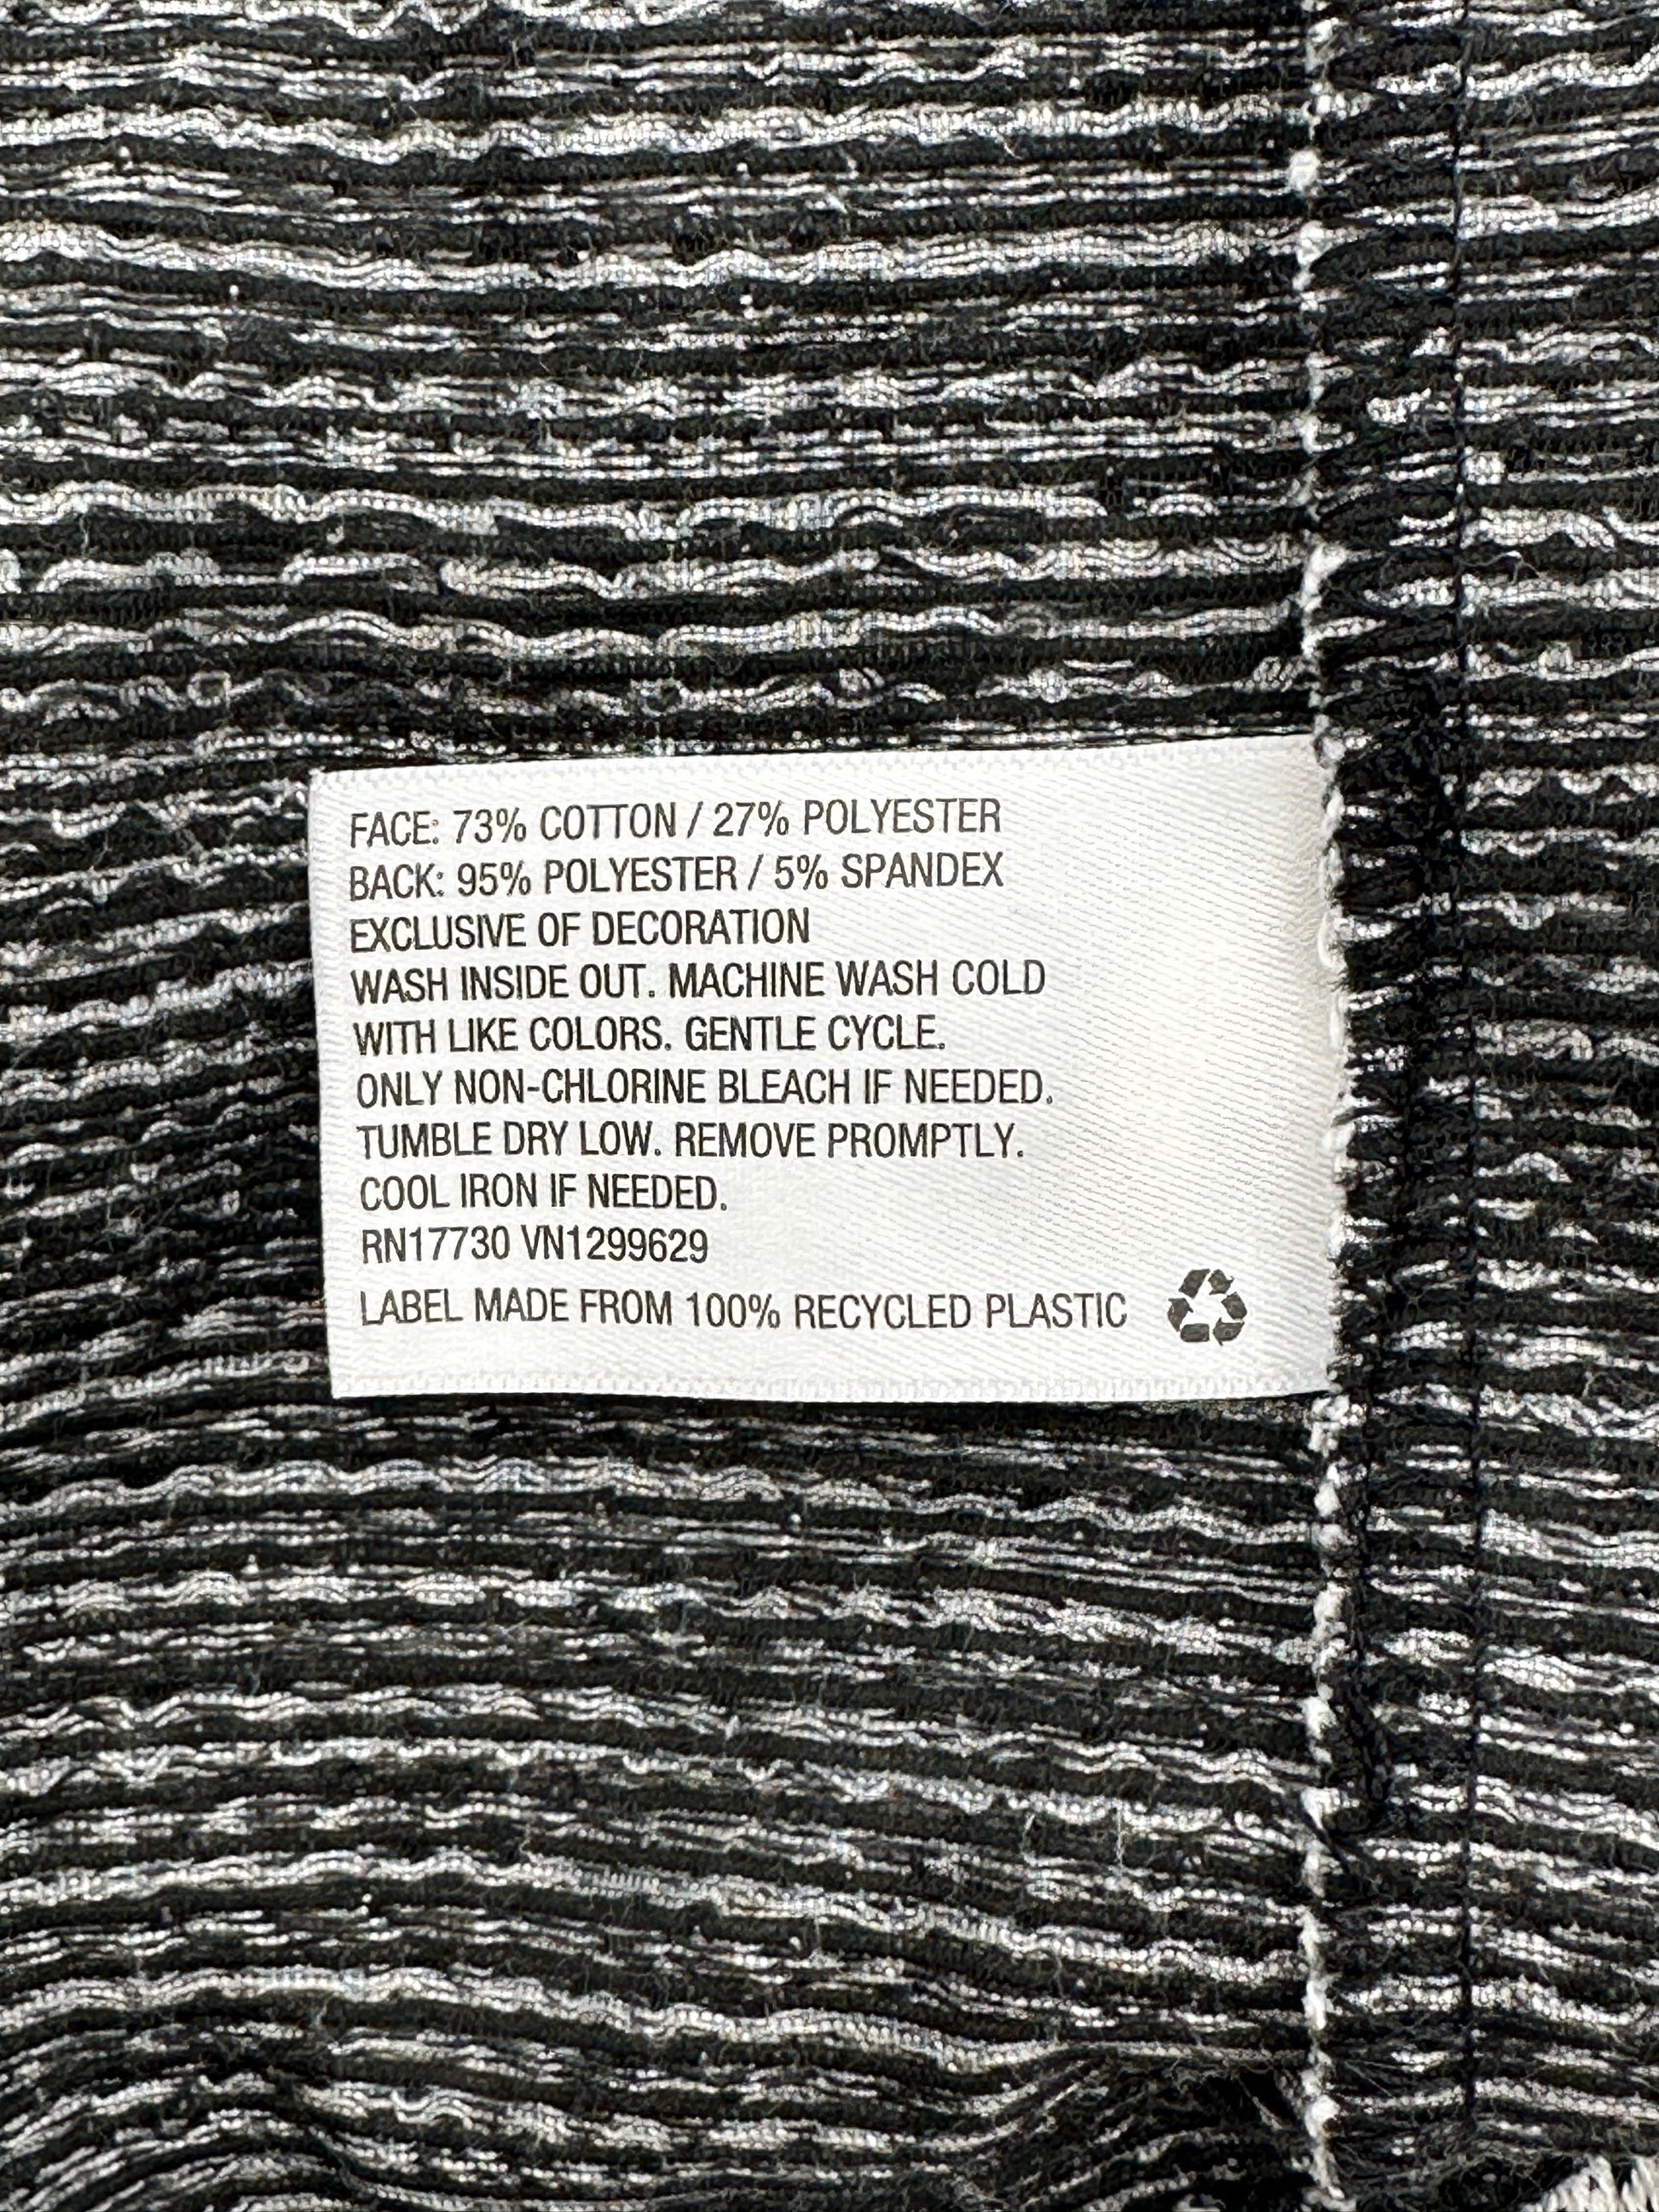 FACE: 73% COTTON / 27% POLYESTER
BACK: 95% POLYESTER / 5% SPANDEX
EXCLUSIVE OF DECORATION
WASH INSIDE OUT. MACHINE WASH COLD
WITH LIKE COLORS. GENTLE CYCLE.
ONLY NON-CHLORINE BLEACH IF NEEDED.
TUMBLE DRY LOW. REMOVE PROMPTLY.
COOL IRON IF NEEDED.
RN17730 VN1299629
LABEL MADE FROM 100% RECYCLED PLASTIC